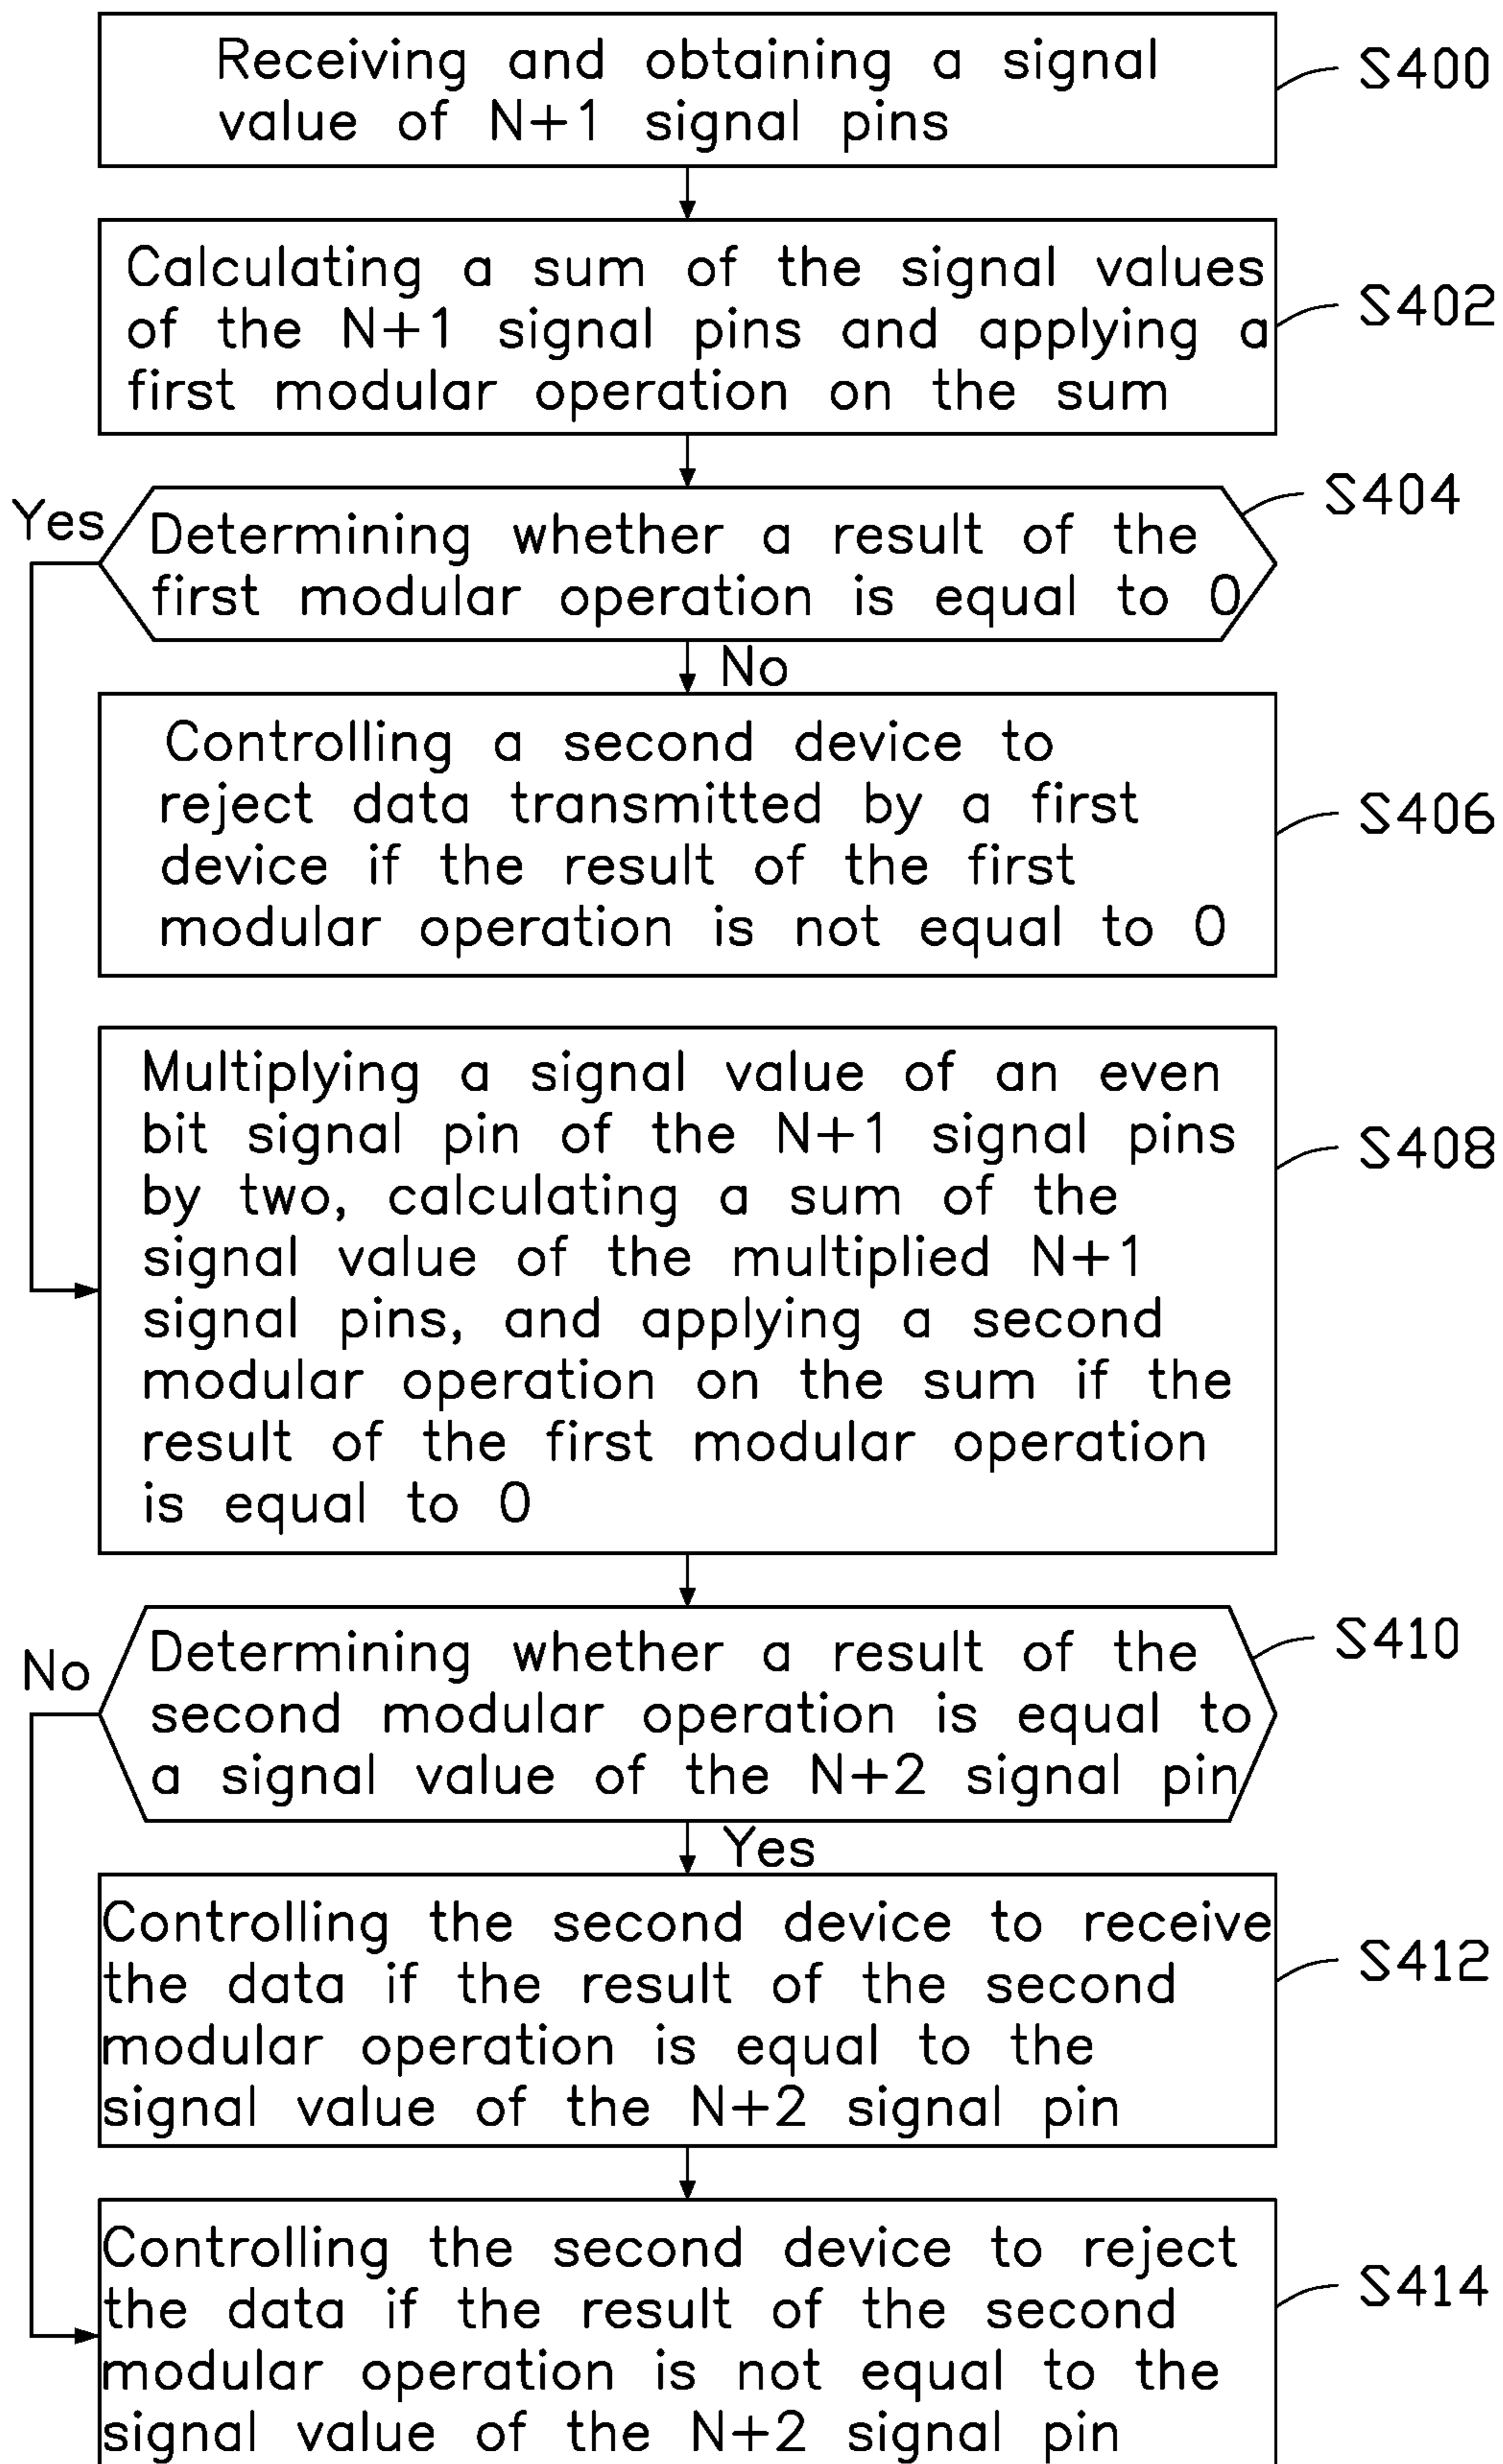 Receiving and obtaining a signal
value of N+1 signal pins
S400
Calculating a sum of the signal values
of the N+1 signal pins and applying a
first modular operation on the sum
S402
Yes
Determining whether a result of the
first modular operation is equal to 0
S404
No
Controlling a second device to
reject data transmitted by a first
device if the result of the first
modular operation is not equal to 0
S406
Multiplying a signal value of an even
bit signal pin of the N+1 signal pins
by two, calculating a sum of the
signal value of the multiplied N+1
signal pins, and applying a second
modular operation on the sum if the
result of the first modular operation
is equal to 0
S408
No
Determining whether a result of the
second modular operation is equal to
a signal value of the N+2 signal pin
S410
Yes
Controlling the second device to receive
the data if the result of the second
modular operation is equal to the
signal value of the N+2 signal pin
S412
Controlling the second device to reject
the data if the result of the second
modular operation is not equal to the
signal value of the N+2 signal pin
S414